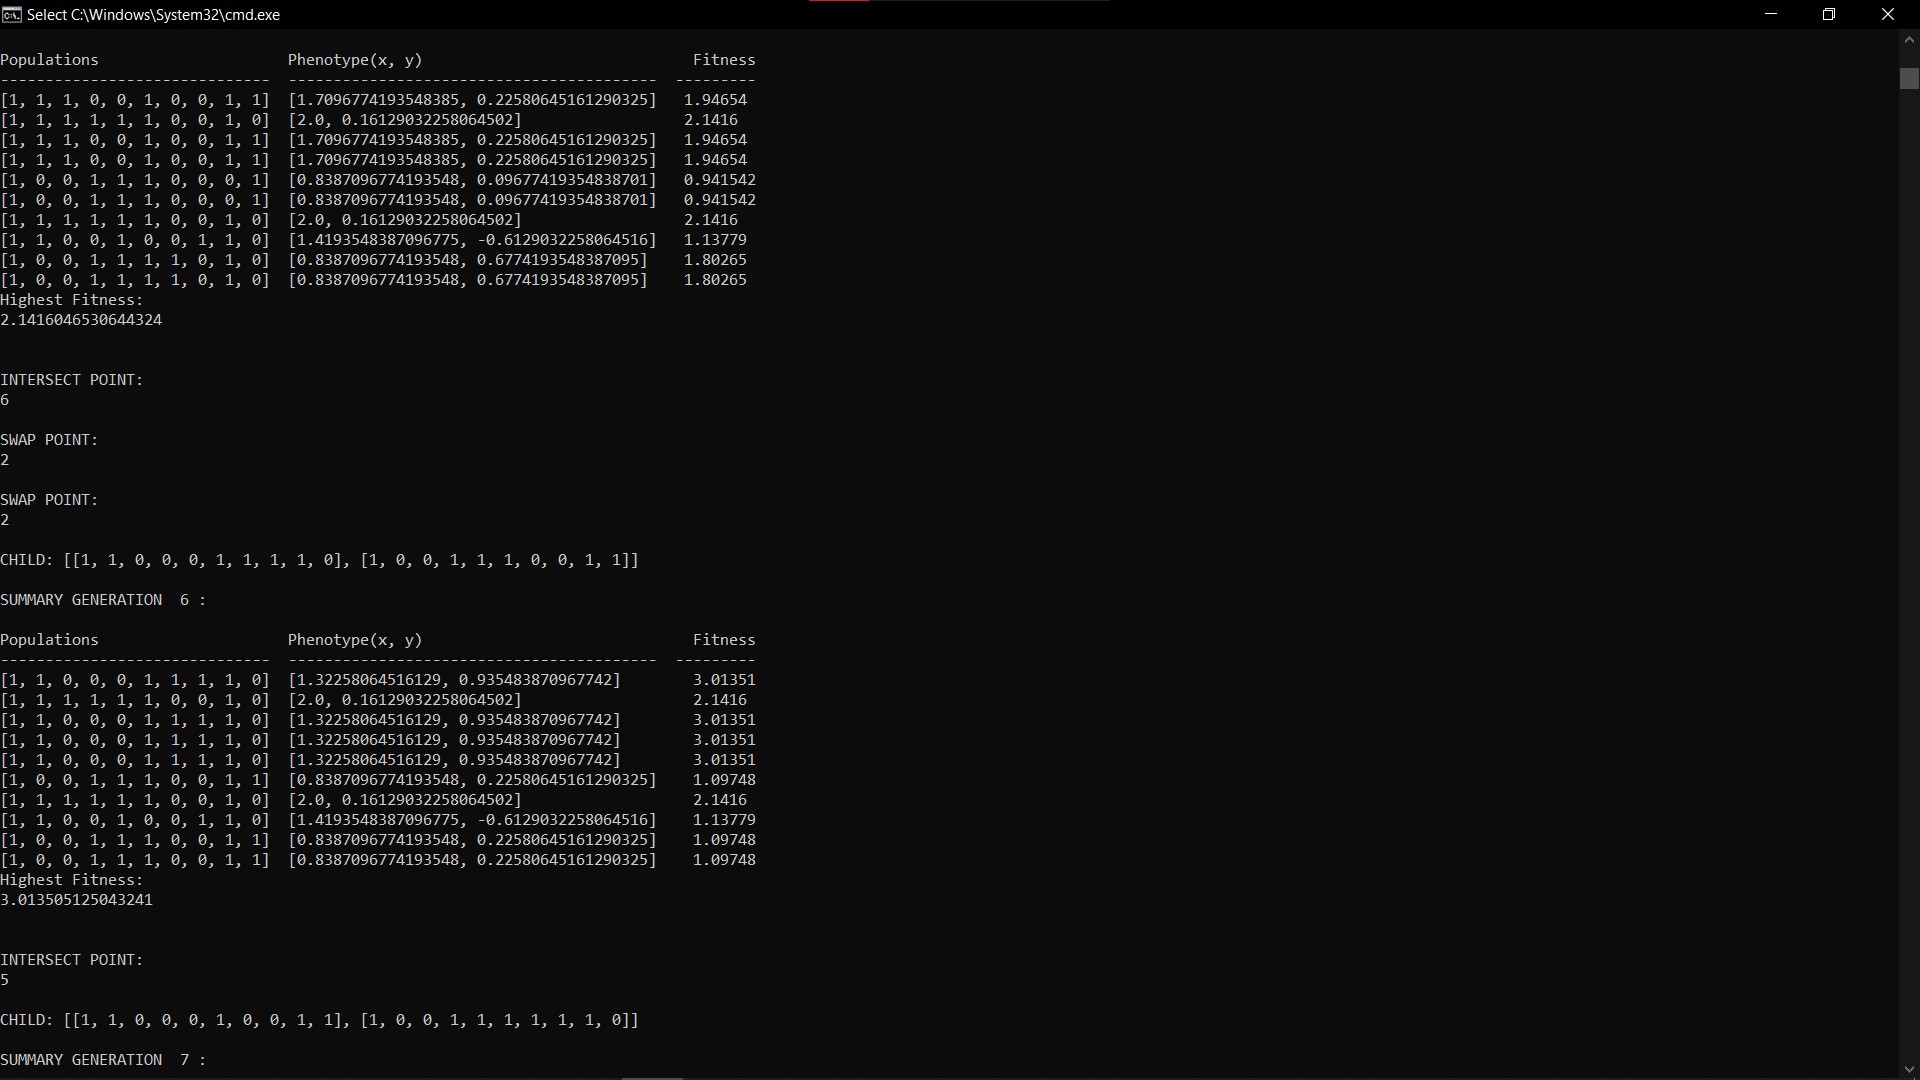 Select C:\Windows\System32\cmd.exe
Populations Phenotype(x, y) Fitness
------------------------------ ----------------------------------------- ---------
[1, 1, 1, 0, 0, 1, 0, 0, 1, 1] [1.7096774193548385, 0.22580645161290325] 1.94654
[1, 1, 1, 1, 1, 1, 0, 0, 1, 0] [2.0, 0.16129032258064502] 2.1416
[1, 1, 1, 0, 0, 1, 0, 0, 1, 1] [1.7096774193548385, 0.22580645161290325] 1.94654
[1, 1, 1, 0, 0, 1, 0, 0, 1, 1] [1.7096774193548385, 0.22580645161290325] 1.94654
[1, 0, 0, 1, 1, 1, 0, 0, 0, 1] [0.8387096774193548, 0.09677419354838701] 0.941542
[1, 0, 0, 1, 1, 1, 0, 0, 0, 1] [0.8387096774193548, 0.09677419354838701] 0.941542
[1, 1, 1, 1, 1, 1, 0, 0, 1, 0] [2.0, 0.16129032258064502] 2.1416
[1, 1, 0, 0, 1, 0, 0, 1, 1, 0] [1.4193548387096775, -0.6129032258064516] 1.13779
[1, 0, 0, 1, 1, 1, 1, 0, 1, 0] [0.8387096774193548, 0.6774193548387095] 1.80265
[1, 0, 0, 1, 1, 1, 1, 0, 1, 0] [0.8387096774193548, 0.6774193548387095] 1.80265
Highest Fitness:
2.1416046530644324
INTERSECT POINT:
6
SWAP POINT:
2
SWAP POINT:
2
CHILD: [[1, 1, 0, 0, 0, 1, 1, 1, 1, 0], [1, 0, 0, 1, 1, 1, 0, 0, 1, 1]]
SUMMARY GENERATION 6 :
Populations Phenotype(x, y) Fitness
------------------------------ ----------------------------------------- ---------
[1, 1, 0, 0, 0, 1, 1, 1, 1, 0] [1.32258064516129, 0.935483870967742] 3.01351
[1, 1, 1, 1, 1, 1, 0, 0, 1, 0] [2.0, 0.16129032258064502] 2.1416
[1, 1, 0, 0, 0, 1, 1, 1, 1, 0] [1.32258064516129, 0.935483870967742] 3.01351
[1, 1, 0, 0, 0, 1, 1, 1, 1, 0] [1.32258064516129, 0.935483870967742] 3.01351
[1, 1, 0, 0, 0, 1, 1, 1, 1, 0] [1.32258064516129, 0.935483870967742] 3.01351
[1, 0, 0, 1, 1, 1, 0, 0, 1, 1] [0.8387096774193548, 0.22580645161290325] 1.09748
[1, 1, 1, 1, 1, 1, 0, 0, 1, 0] [2.0, 0.16129032258064502] 2.1416
[1, 1, 0, 0, 1, 0, 0, 1, 1, 0] [1.4193548387096775, -0.6129032258064516] 1.13779
[1, 0, 0, 1, 1, 1, 0, 0, 1, 1] [0.8387096774193548, 0.22580645161290325] 1.09748
[1, 0, 0, 1, 1, 1, 0, 0, 1, 1] [0.8387096774193548, 0.22580645161290325] 1.09748
Highest Fitness:
3.013505125043241
INTERSECT POINT:
5
CHILD: [[1, 1, 0, 0, 0, 1, 0, 0, 1, 1], [1, 0, 0, 1, 1, 1, 1, 1, 1, 0]]
SUMMARY GENERATION 7 :